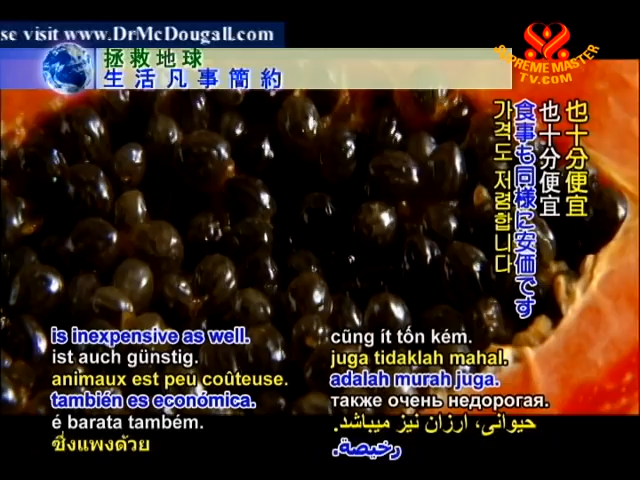 se visit www.DrMcDougall.com
拯救地球
生活凡事簡約
SUPREME MASTER
TV.COM
也十分便宜
也十分便宜
食事も同様に安価です
가격도 저렴합니다
is inexpensive as well.
ist auch günstig.
animaux est peu coûteuse.
también es económica.
é barata também.
ซึ่งแพงด้วย
cũng ít tốn kém.
juga tidaklah mahal.
adalah murah juga.
также очень недорогая.
حیوانی، ارزان نیز میباشد.
رخيصة.